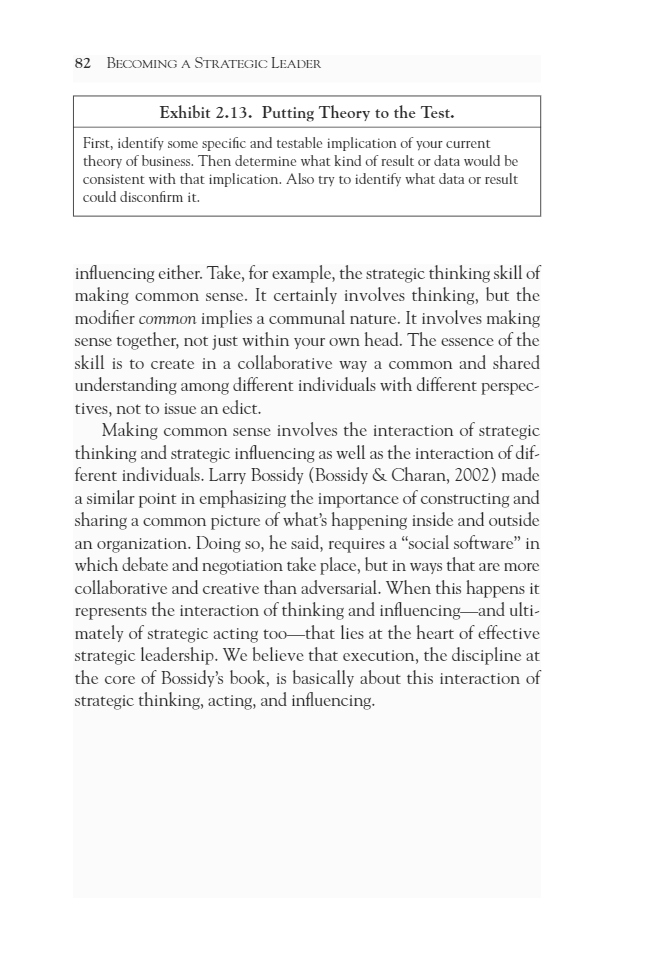 82 BECOMING A STRATEGIC LEADER
Exhibit 2.13. Putting Theory to the Test.
First, identify some specific and testable implication of your current
theory of business. Then determine what kind of result or data would be
consistent with that implication. Also try to identify what data or result
could disconfirm it.
influencing either. Take, for example, the strategic thinking skill of
making common sense. It certainly involves thinking, but the
modifier common implies a communal nature. It involves making
sense together, not just within your own head. The essence of the
skill is to create in a collaborative way a common and shared
understanding among different individuals with different perspec-
tives, not to issue an edict.
Making common sense involves the interaction of strategic
thinking and strategic influencing as well as the interaction of dif-
ferent individuals. Larry Bossidy (Bossidy & Charan, 2002) made
a similar point in emphasizing the importance of constructing and
sharing a common picture of what’s happening inside and outside
an organization. Doing so, he said, requires a “social software” in
which debate and negotiation take place, but in ways that are more
collaborative and creative than adversarial. When this happens it
represents the interaction of thinking and influencing—and ulti-
mately of strategic acting too—that lies at the heart of effective
strategic leadership. We believe that execution, the discipline at
the core of Bossidy’s book, is basically about this interaction of
strategic thinking, acting, and influencing.